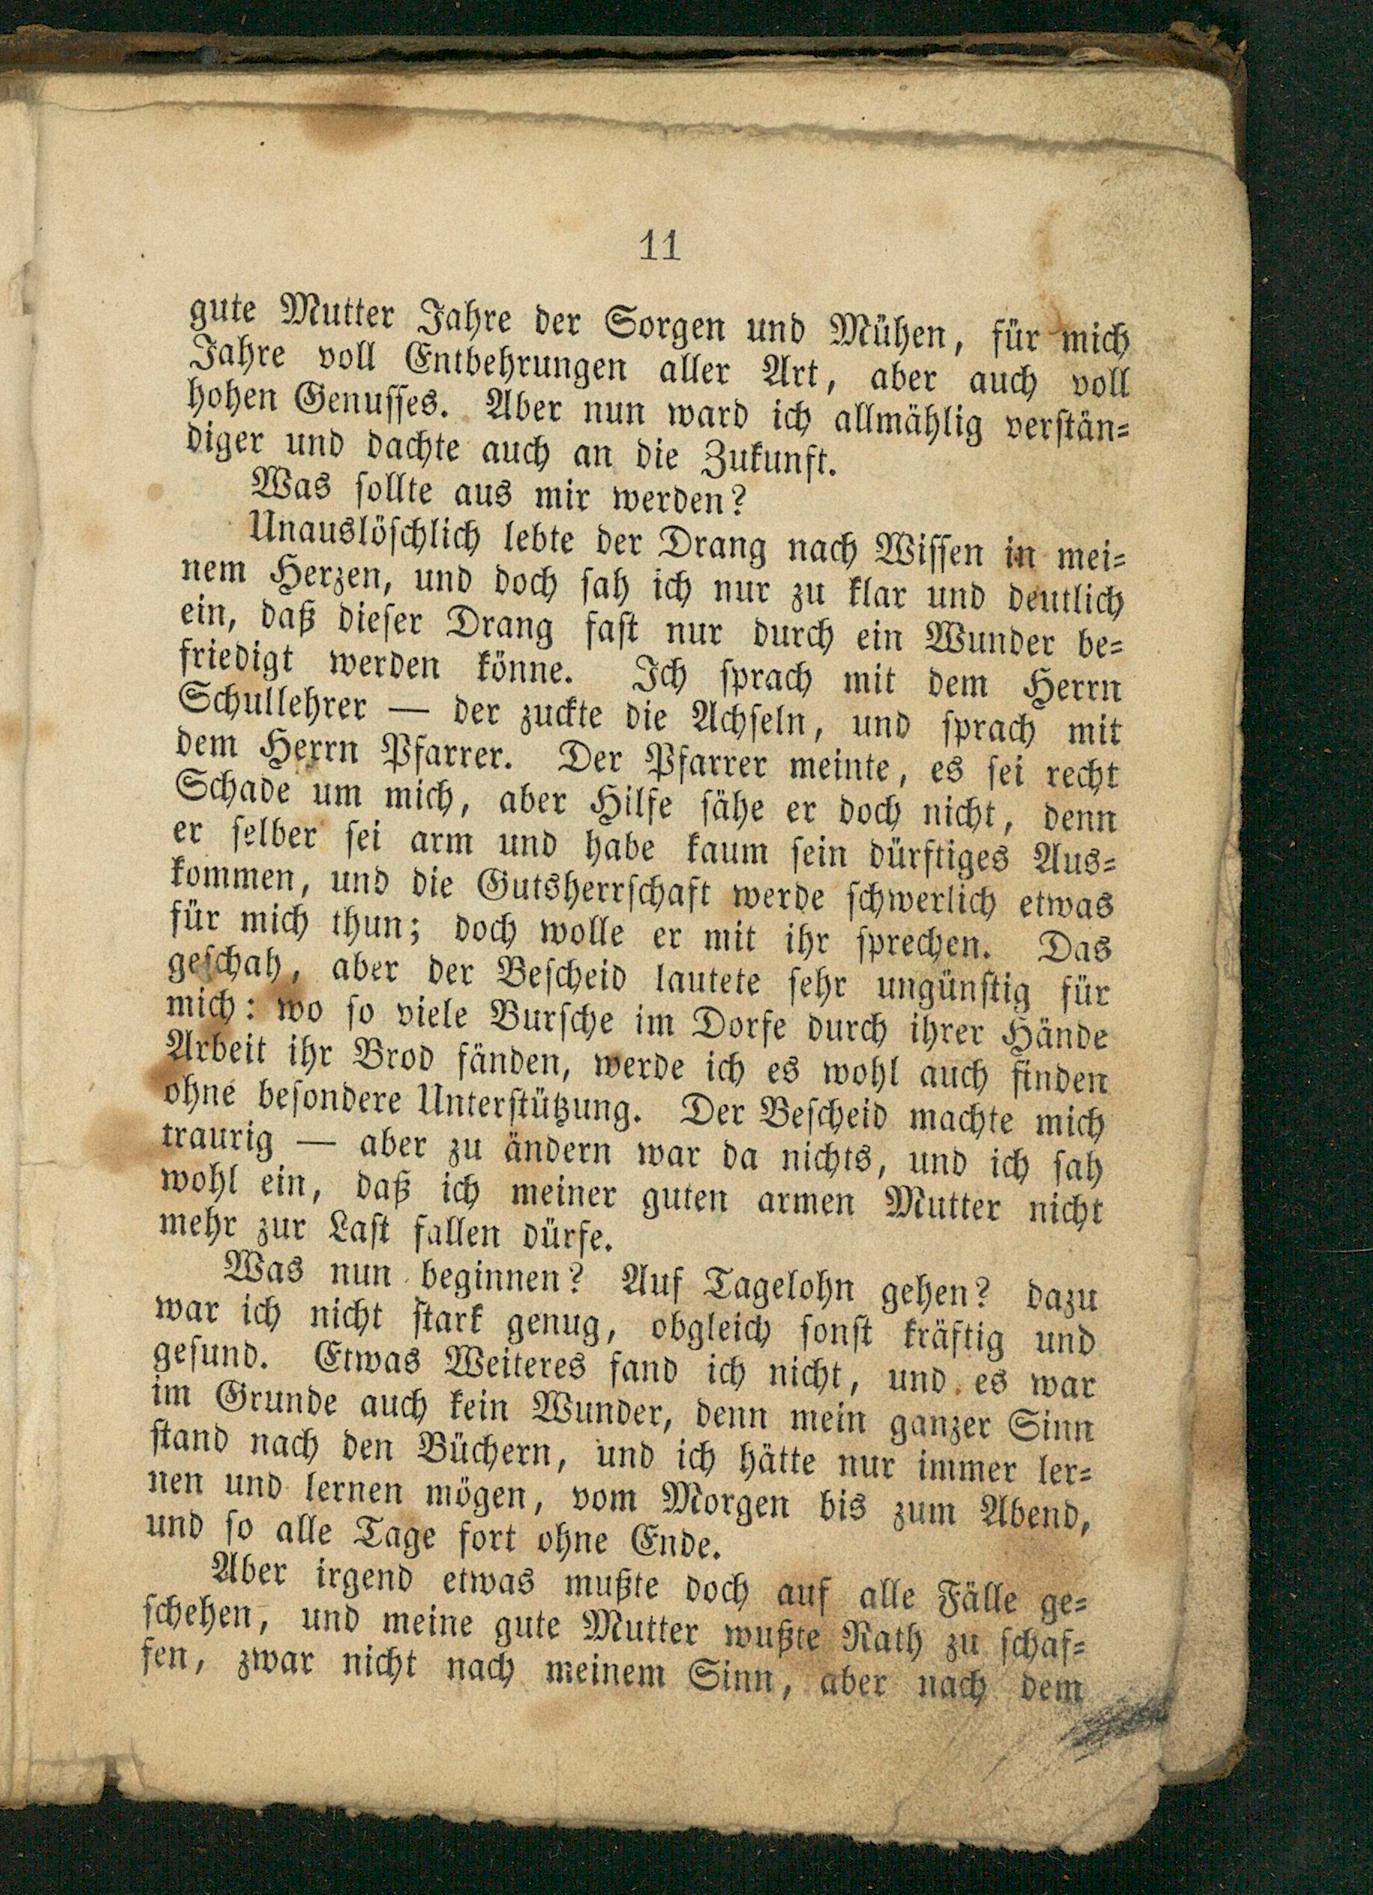 11
gute Mutter Jahre der Sorgen und Mühen, für mich
Jahre voll Entbehrungen aller Art, aber auch voll
hohen Genusses. Aber nun ward ich allmählig verstän-
diger und dachte auch an die Zukunft.
Was sollte aus mir werden?
Unauslöschlich lebte der Drang nach Wissen in mei-
nem Herzen, und doch sah ich nur zu klar und deutlich
ein, daß dieser Drang fast nur durch ein Wunder be-
friedigt werden könne. Ich sprach mit dem Herrn
Schullehrer — der zuckte die Achseln, und sprach mit
dem Herrn Pfarrer. Der Pfarrer meinte, es sei recht
Schade um mich, aber Hilfe sähe er doch nicht, denn
er selber sei arm und habe kaum sein dürftiges Aus-
kommen, und die Gutsherrschaft werde schwerlich etwas
für mich thun; doch wolle er mit ihr sprechen. Das
geschah, aber der Bescheid lautete sehr ungünstig für
mich: wo so viele Bursche im Dorfe durch ihrer Hände
Arbeit ihr Brod fänden, werde ich es wohl auch finden
ohne besondere Unterstützung. Der Bescheid machte mich
traurig — aber zu ändern war da nichts, und ich sah
wohl ein, daß ich meiner guten armen Mutter nicht
mehr zur Last fallen dürfe.
Was nun beginnen? Auf Tagelohn gehen? dazu
war ich nicht stark genug, obgleich sonst kräftig und
gesund. Etwas Weiteres fand ich nicht, und es war
im Grunde auch kein Wunder, denn mein ganzer Sinn
stand nach den Büchern, und ich hätte nur immer ler-
nen und lernen mögen, vom Morgen bis zum Abend,
und so alle Tage fort ohne Ende.
Aber irgend etwas mußte doch auf alle Fälle ge-
schehen, und meine gute Mutter wußte Rath zu schaf-
fen, zwar nicht nach meinem Sinn, aber nach dem